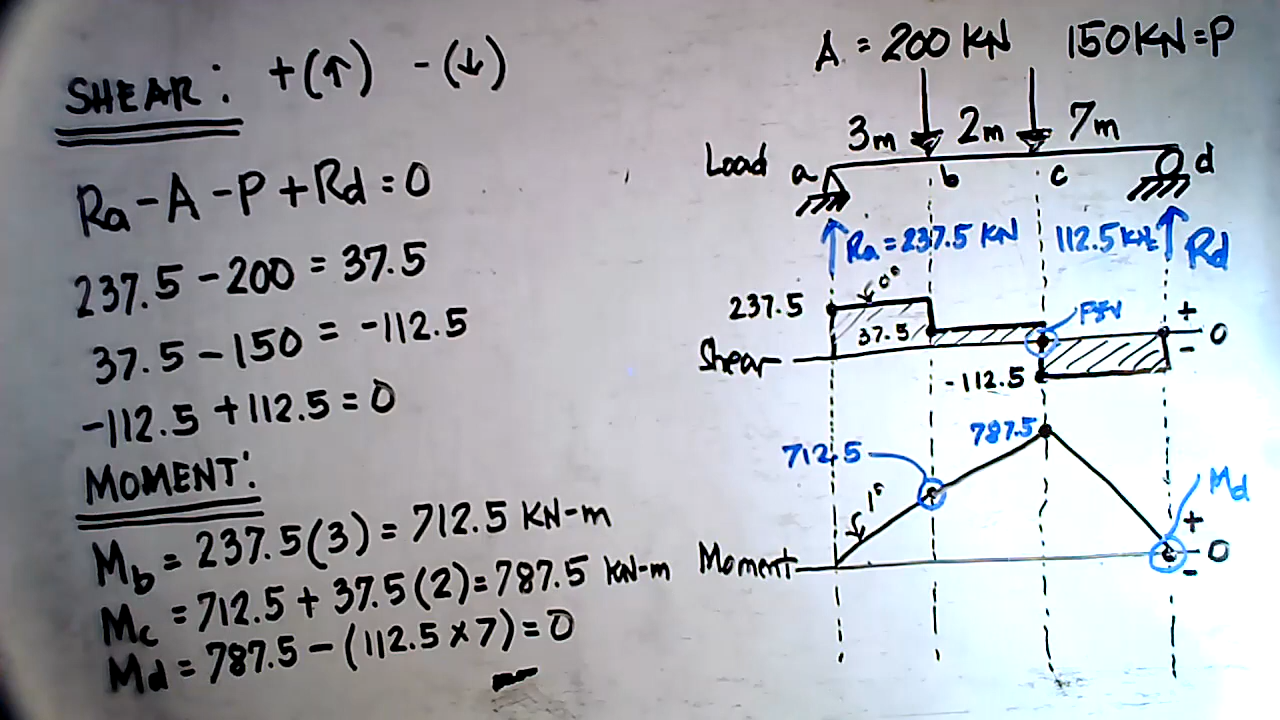 SHEAR: +(↑) -(↓)
Ra - A - P + Rd = 0
237.5 - 200 = 37.5
37.5 - 150 = -112.5
-112.5 + 112.5 = 0
MOMENT:
Mb = 237.5(3) = 712.5 KN-m
Mc = 712.5 + 37.5(2) = 787.5 KN-m
Md = 787.5 - (112.5 x 7) = 0
A = 200 KN 150KN = P
3m 2m 7m
Load a b c d
Ra = 237.5 KN 112.5 KN = Rd
0°
237.5
37.5
+
0
-
Shear
-112.5
787.5
712.5
1°
Md
+
0
-
Moment